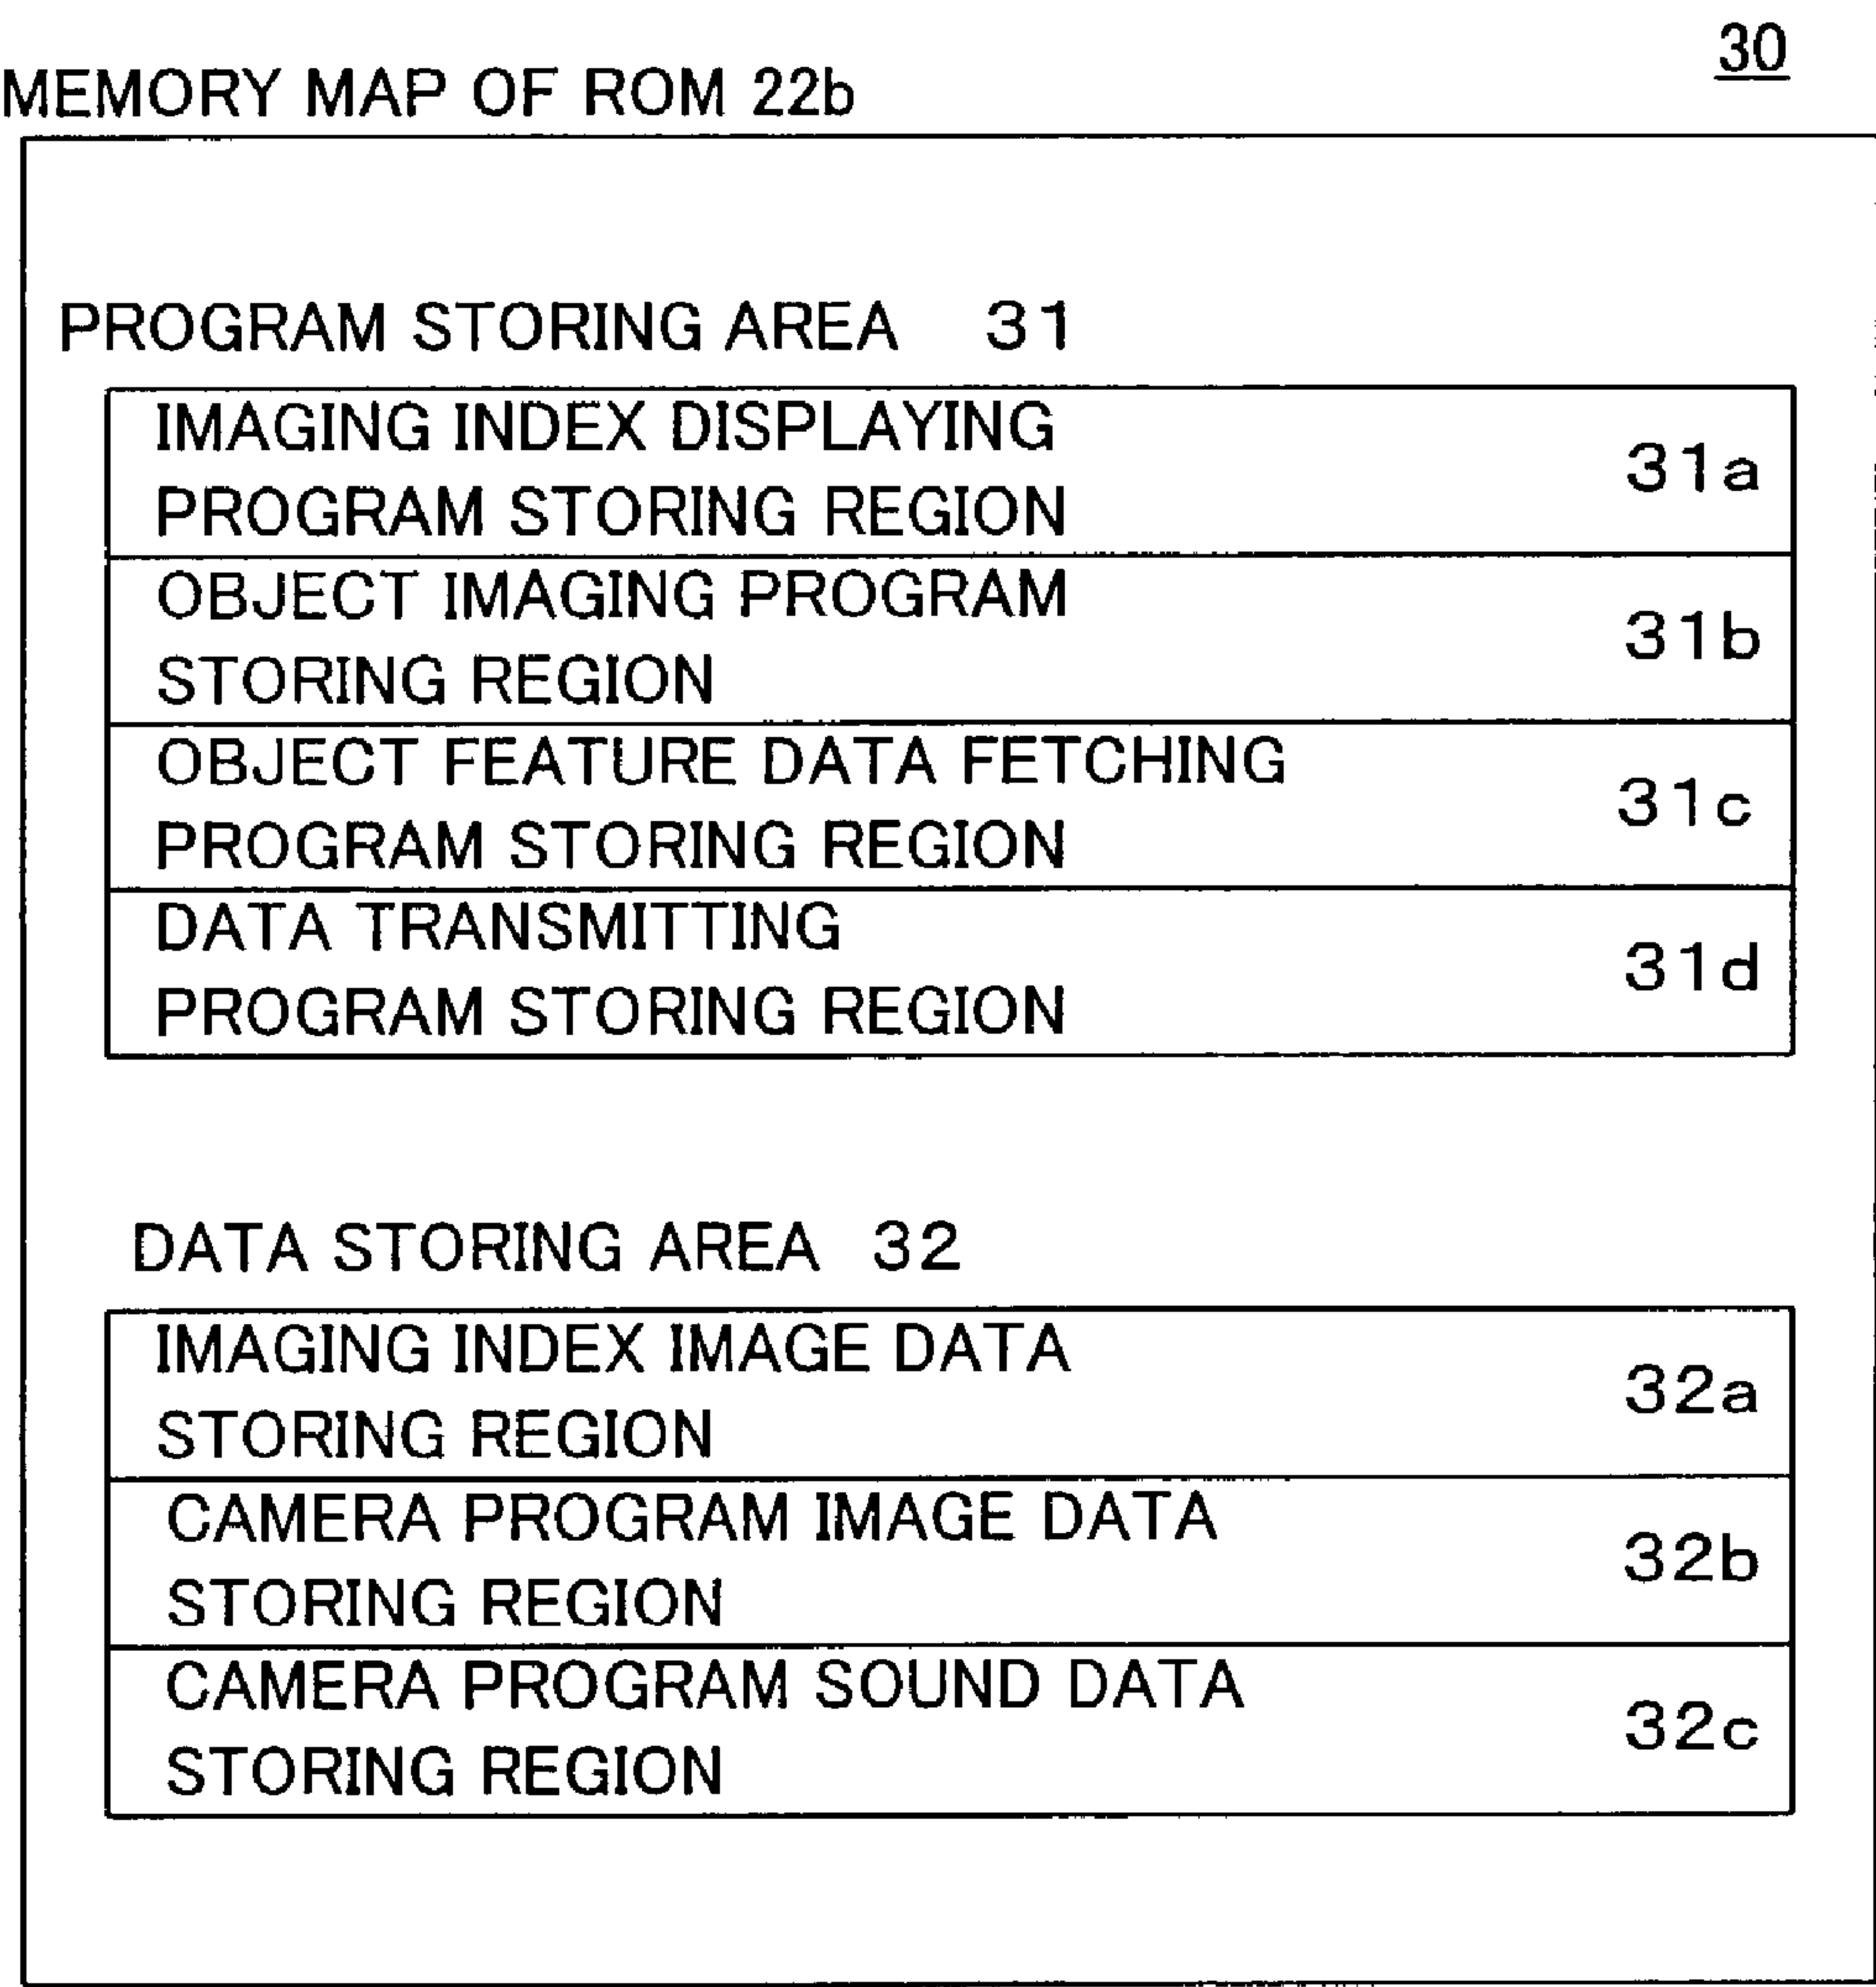 30
MEMORY MAP OF ROM 22b
PROGRAM STORING AREA 31
IMAGING INDEX DISPLAYING
PROGRAM STORING REGION
31a
OBJECT IMAGING PROGRAM
STORING REGION
31b
OBJECT FEATURE DATA FETCHING
PROGRAM STORING REGION
31c
DATA TRANSMITTING
PROGRAM STORING REGION
31d
DATA STORING AREA 32
IMAGING INDEX IMAGE DATA
STORING REGION
32a
CAMERA PROGRAM IMAGE DATA
STORING REGION
32b
CAMERA PROGRAM SOUND DATA
STORING REGION
32c